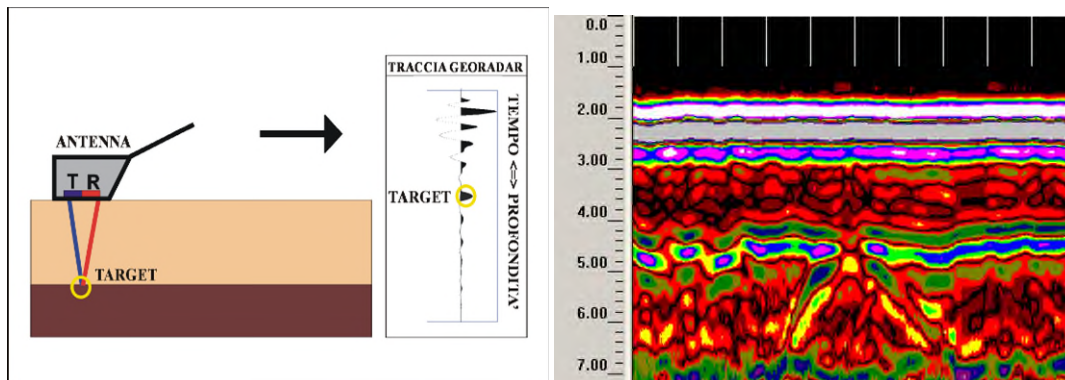 ANTENNA
T R
TARGET
TRACCIA GEORADAR
TARGET
TEMPO <=> PROFONDITA'
0.0
1.00
2.00
3.00
4.00
5.00
6.00
7.00